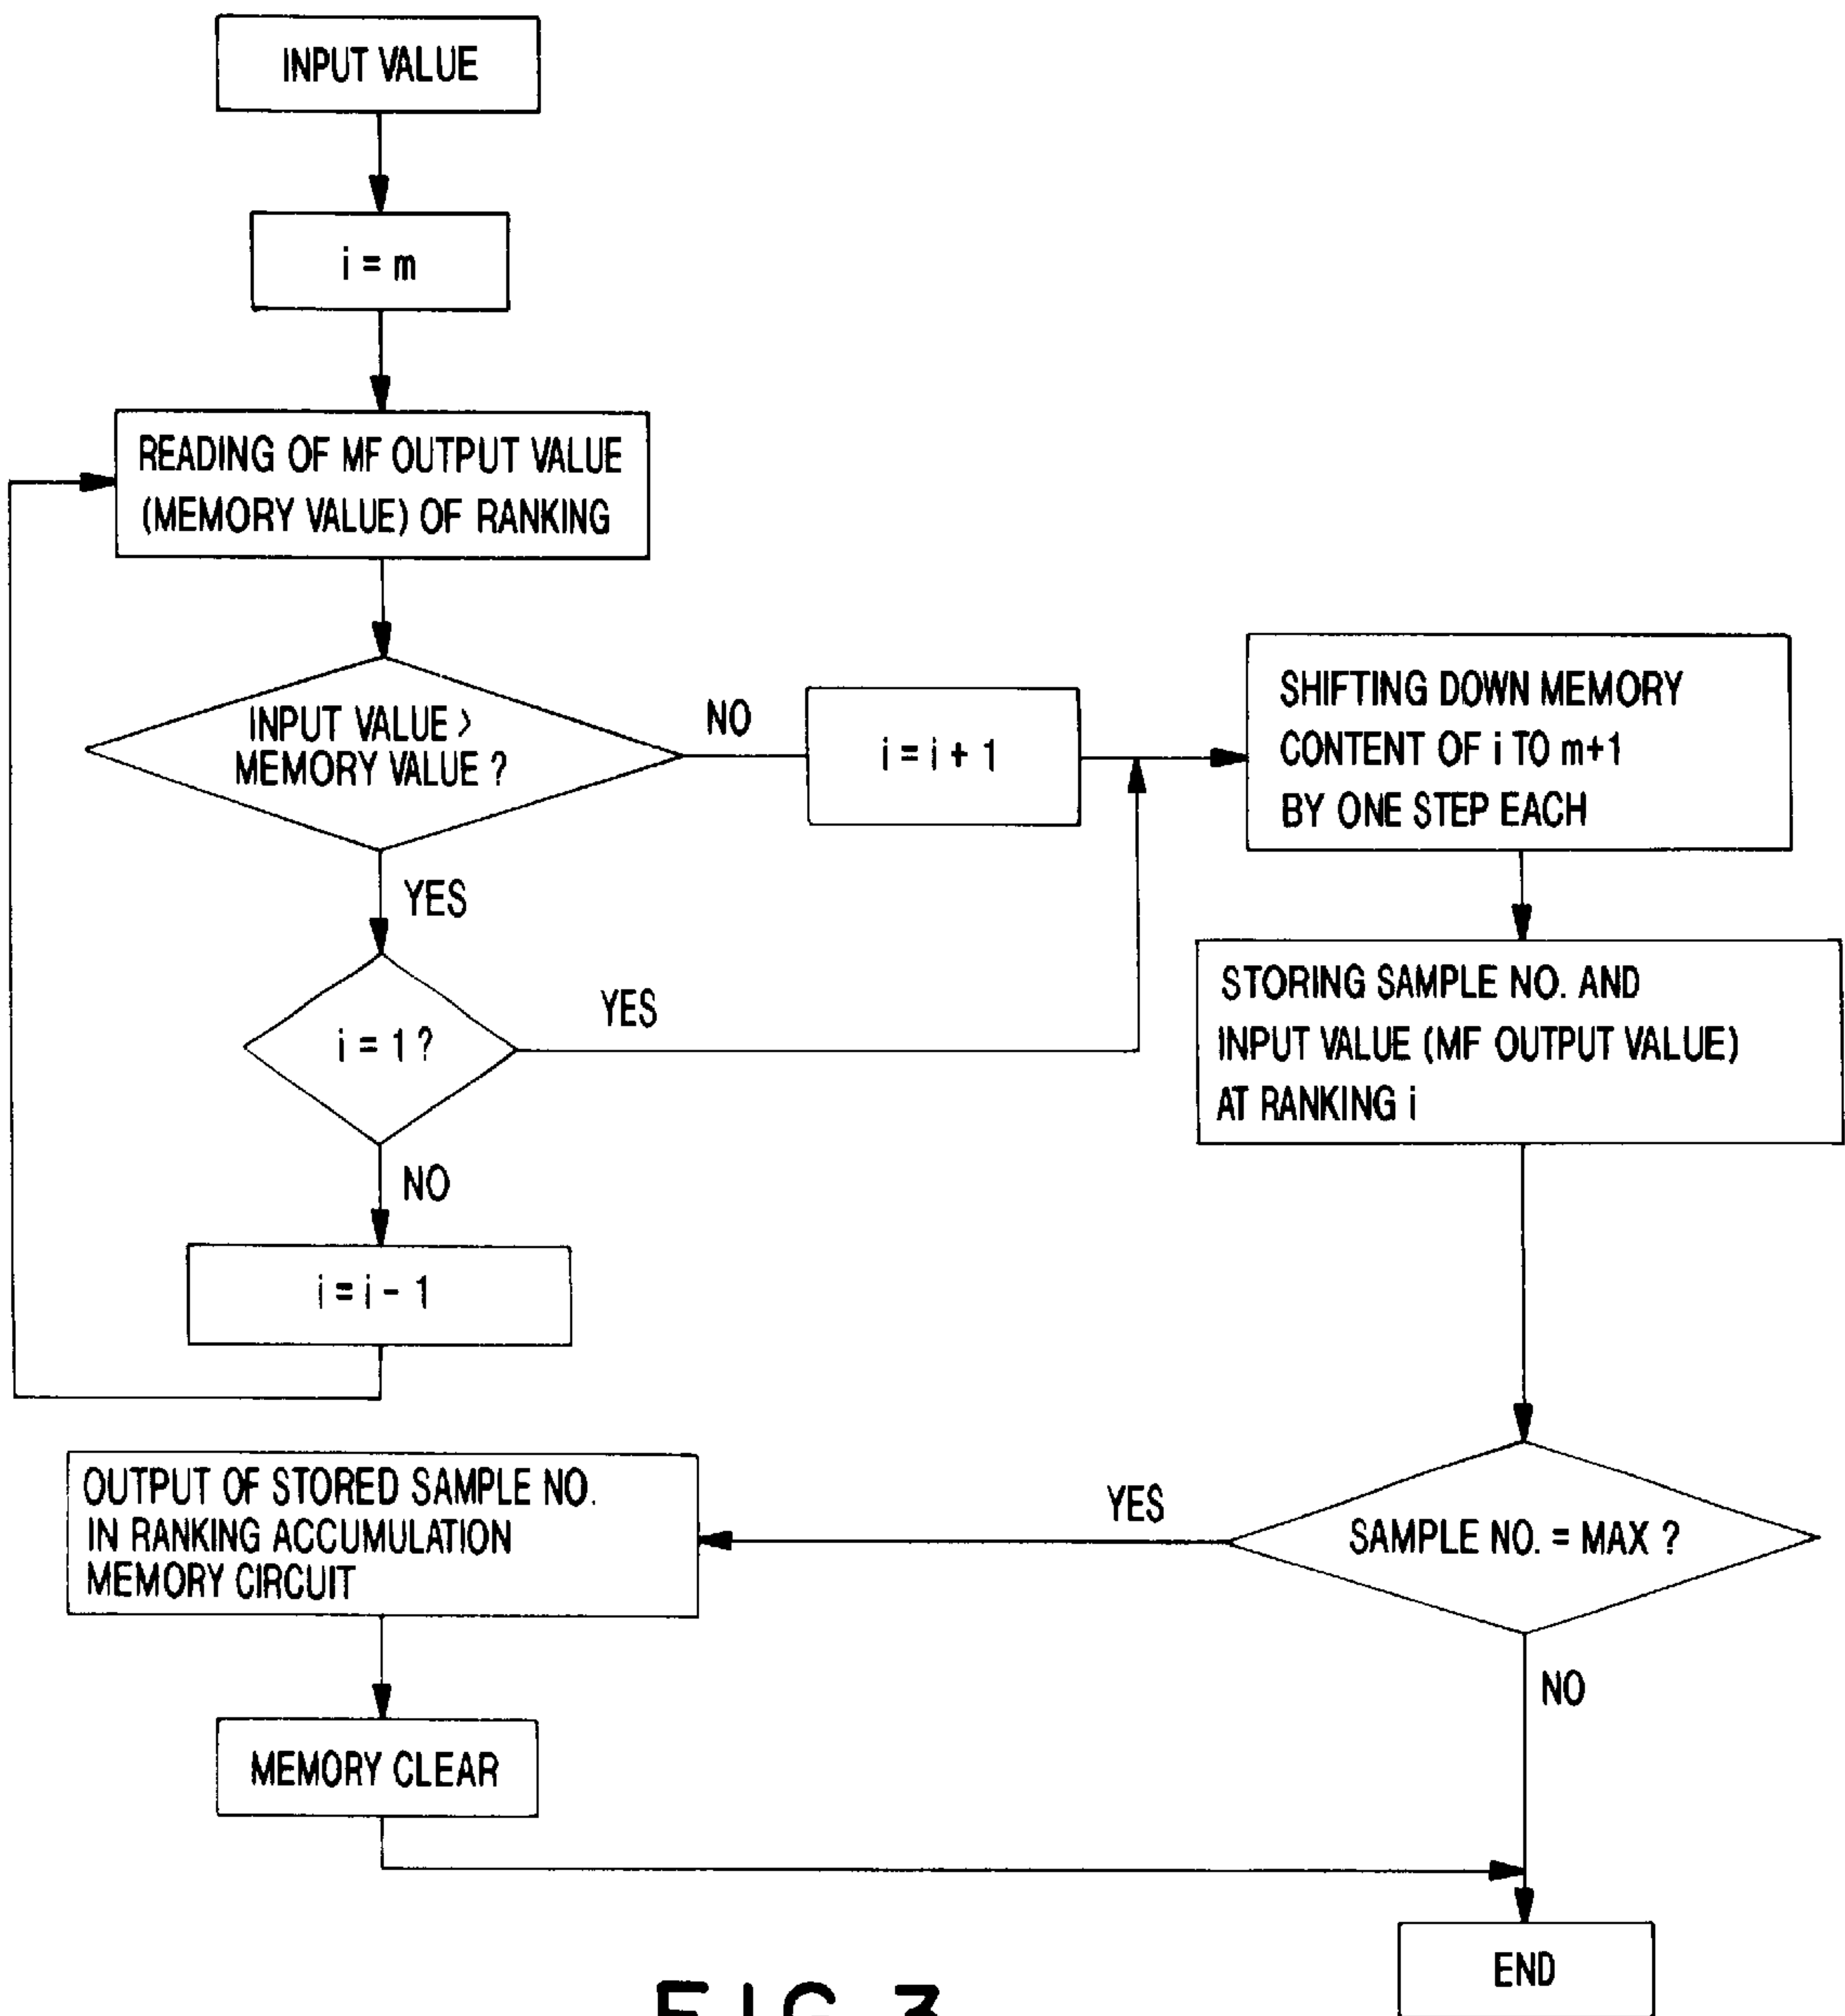 INPUT VALUE
i = m
READING OF MF OUTPUT VALUE
(MEMORY VALUE) OF RANKING
INPUT VALUE >
MEMORY VALUE ?
NO
i = i + 1
SHIFTING DOWN MEMORY
CONTENT OF i TO m+1
BY ONE STEP EACH
YES
i = 1 ?
YES
STORING SAMPLE NO. AND
INPUT VALUE (MF OUTPUT VALUE)
AT RANKING i
NO
i = i - 1
OUTPUT OF STORED SAMPLE NO.
IN RANKING ACCUMULATION
MEMORY CIRCUIT
YES
SAMPLE NO. = MAX ?
NO
MEMORY CLEAR
END
FIG. 3